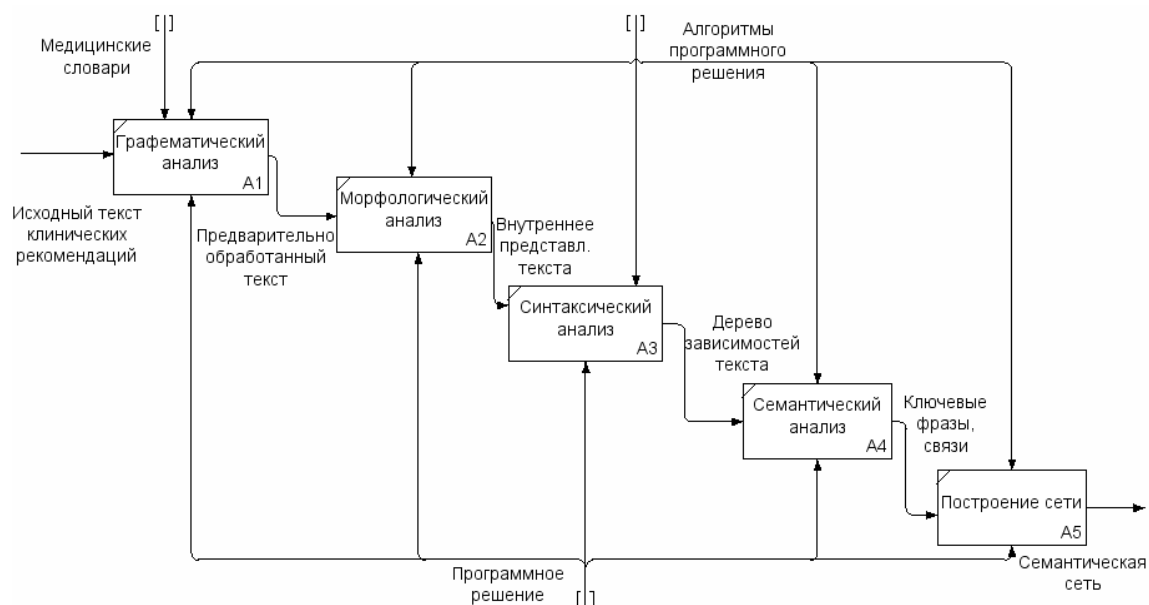 [ ]
[ ]
Медицинские
словари
Алгоритмы
программного
решения
Графематический
анализ
A1
Исходный текст
клинических
рекомендаций
Предварительно
обработанный
текст
Морфологический
анализ
A2
Внутреннее
представл.
текста
Синтаксический
анализ
A3
Дерево
зависимостей
текста
Семантический
анализ
A4
Ключевые
фразы,
связи
Построение сети
A5
Семантическая
сеть
Программное
решение
[ ]